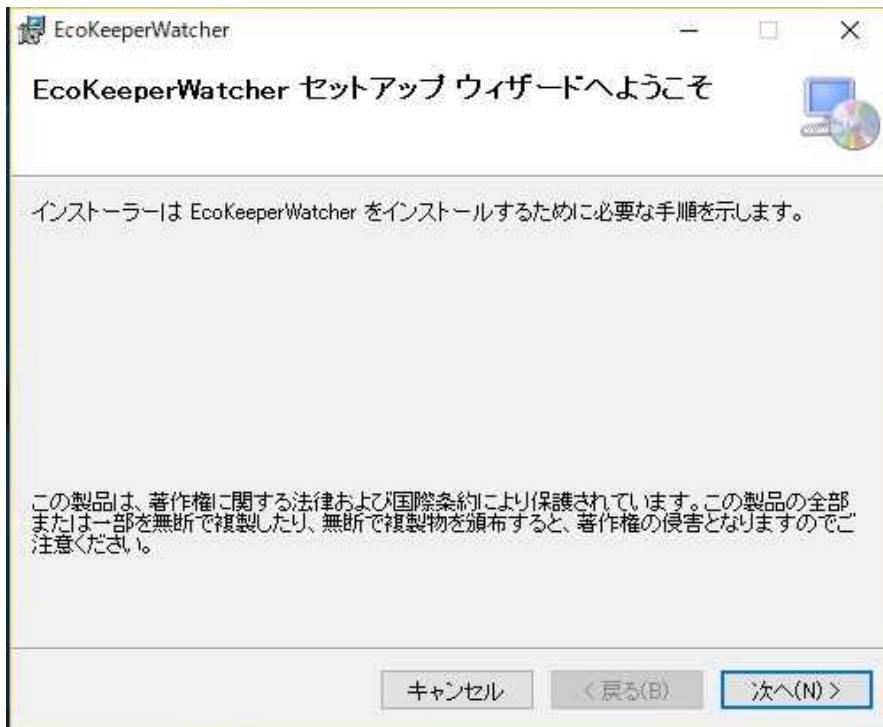 EcoKeeperWatcher
EcoKeeperWatcher セットアップ ウィザードへようこそ
インストーラーは EcoKeeperWatcher をインストールするために必要な手順を示します。
この製品は、著作権に関する法律および国際条約により保護されています。この製品の全部
または一部を無断で複製したり、無断で複製物を頒布すると、著作権の侵害となりますのでご
注意ください。
キャンセル
< 戻る(B)
次へ(N) >